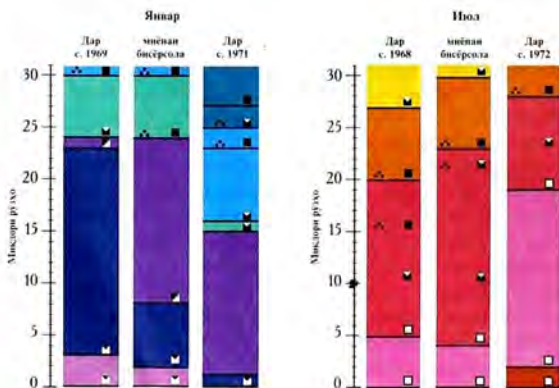 Январ
Дар
с. 1969
миёнаи
бисёрсола
Дар
с. 1971
Миқдори рӯзҳо
30
25
20
15
10
5
0
Июл
Дар
с. 1968
миёнаи
бисёрсола
Дар
с. 1972
Миқдори рӯзҳо
30
25
20
15
10
5
0